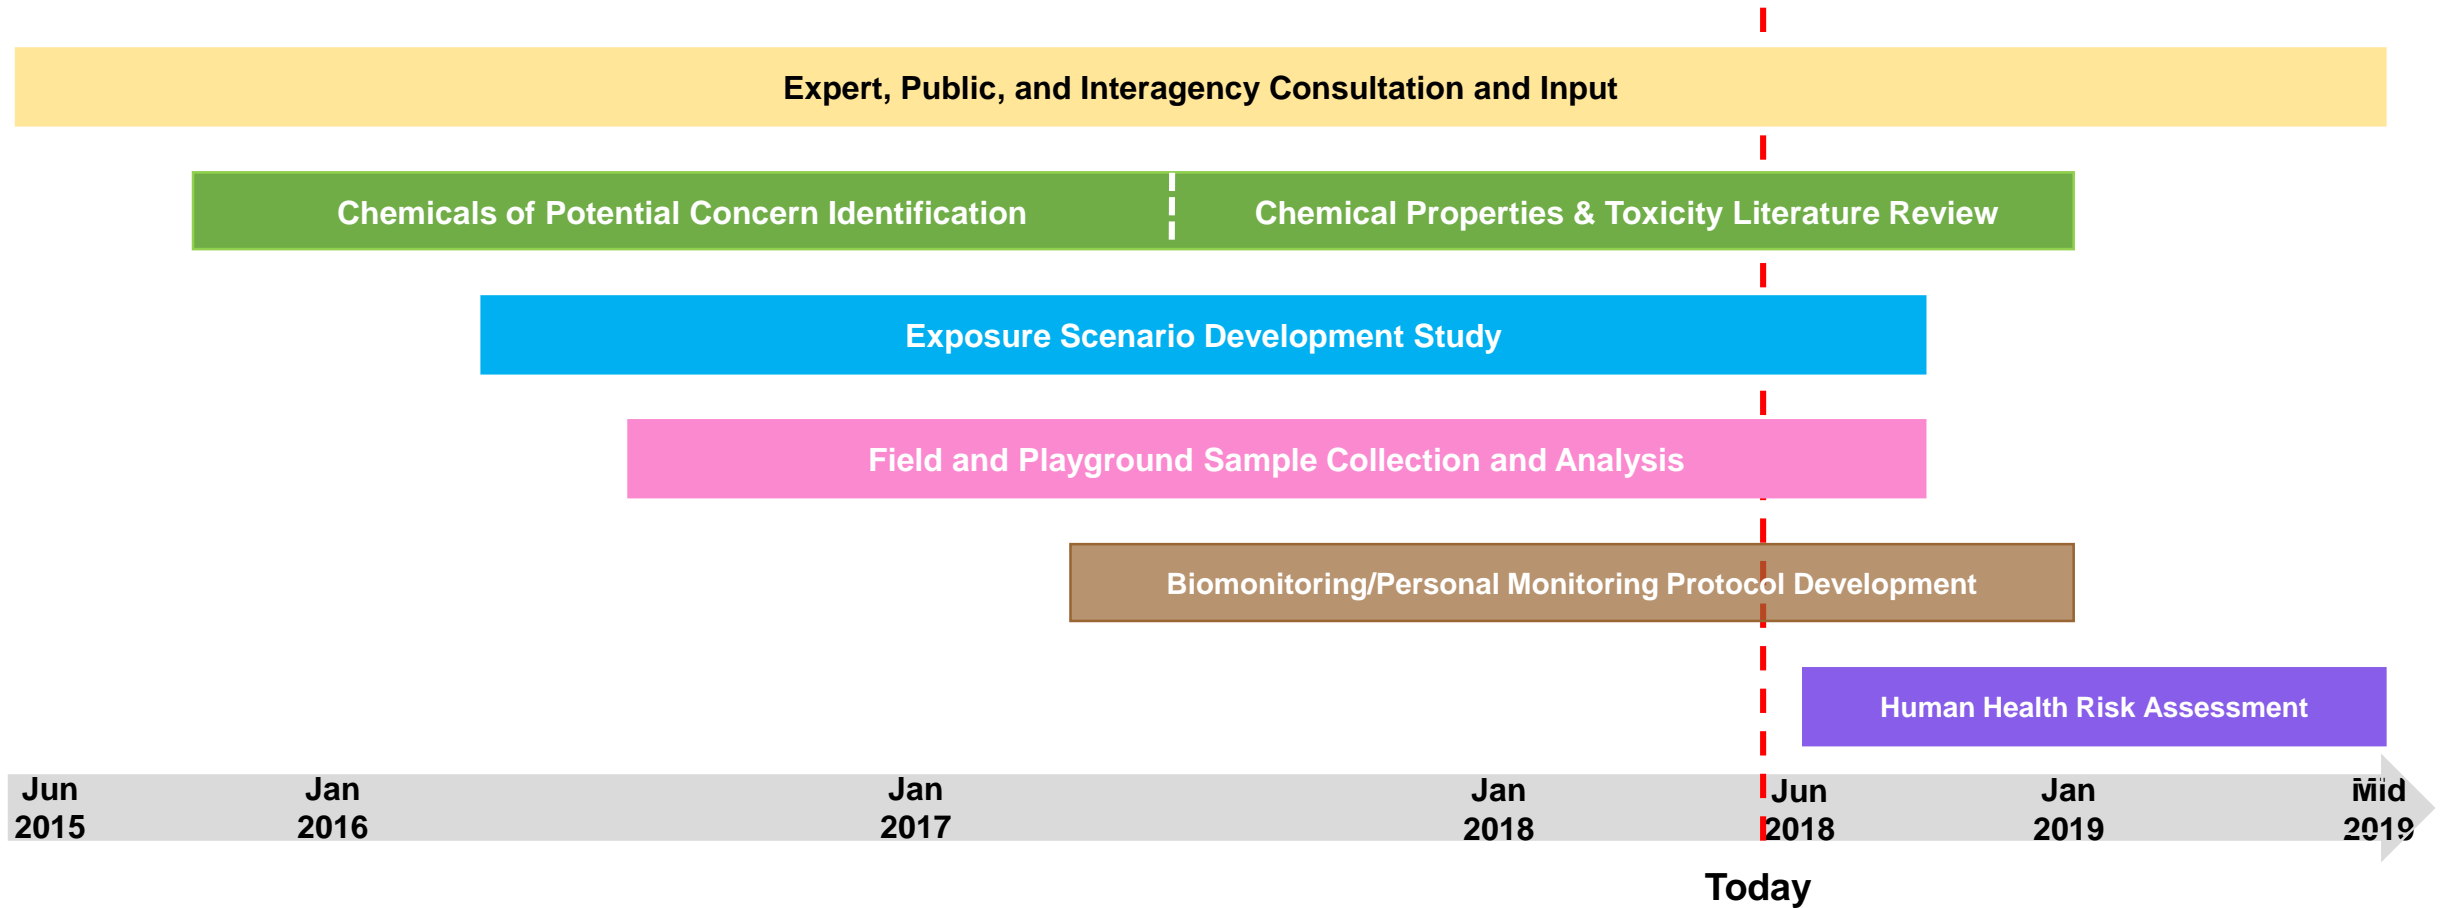 Expert, Public, and Interagency Consultation and Input
Chemicals of Potential Concern Identification
Chemical Properties & Toxicity Literature Review
Exposure Scenario Development Study
Field and Playground Sample Collection and Analysis
Biomonitoring/Personal Monitoring Protocol Development
Human Health Risk Assessment
Jun
2015
Jan
2016
Jan
2017
Jan
2018
Jun
2018
Jan
2019
Mid
2019
Today